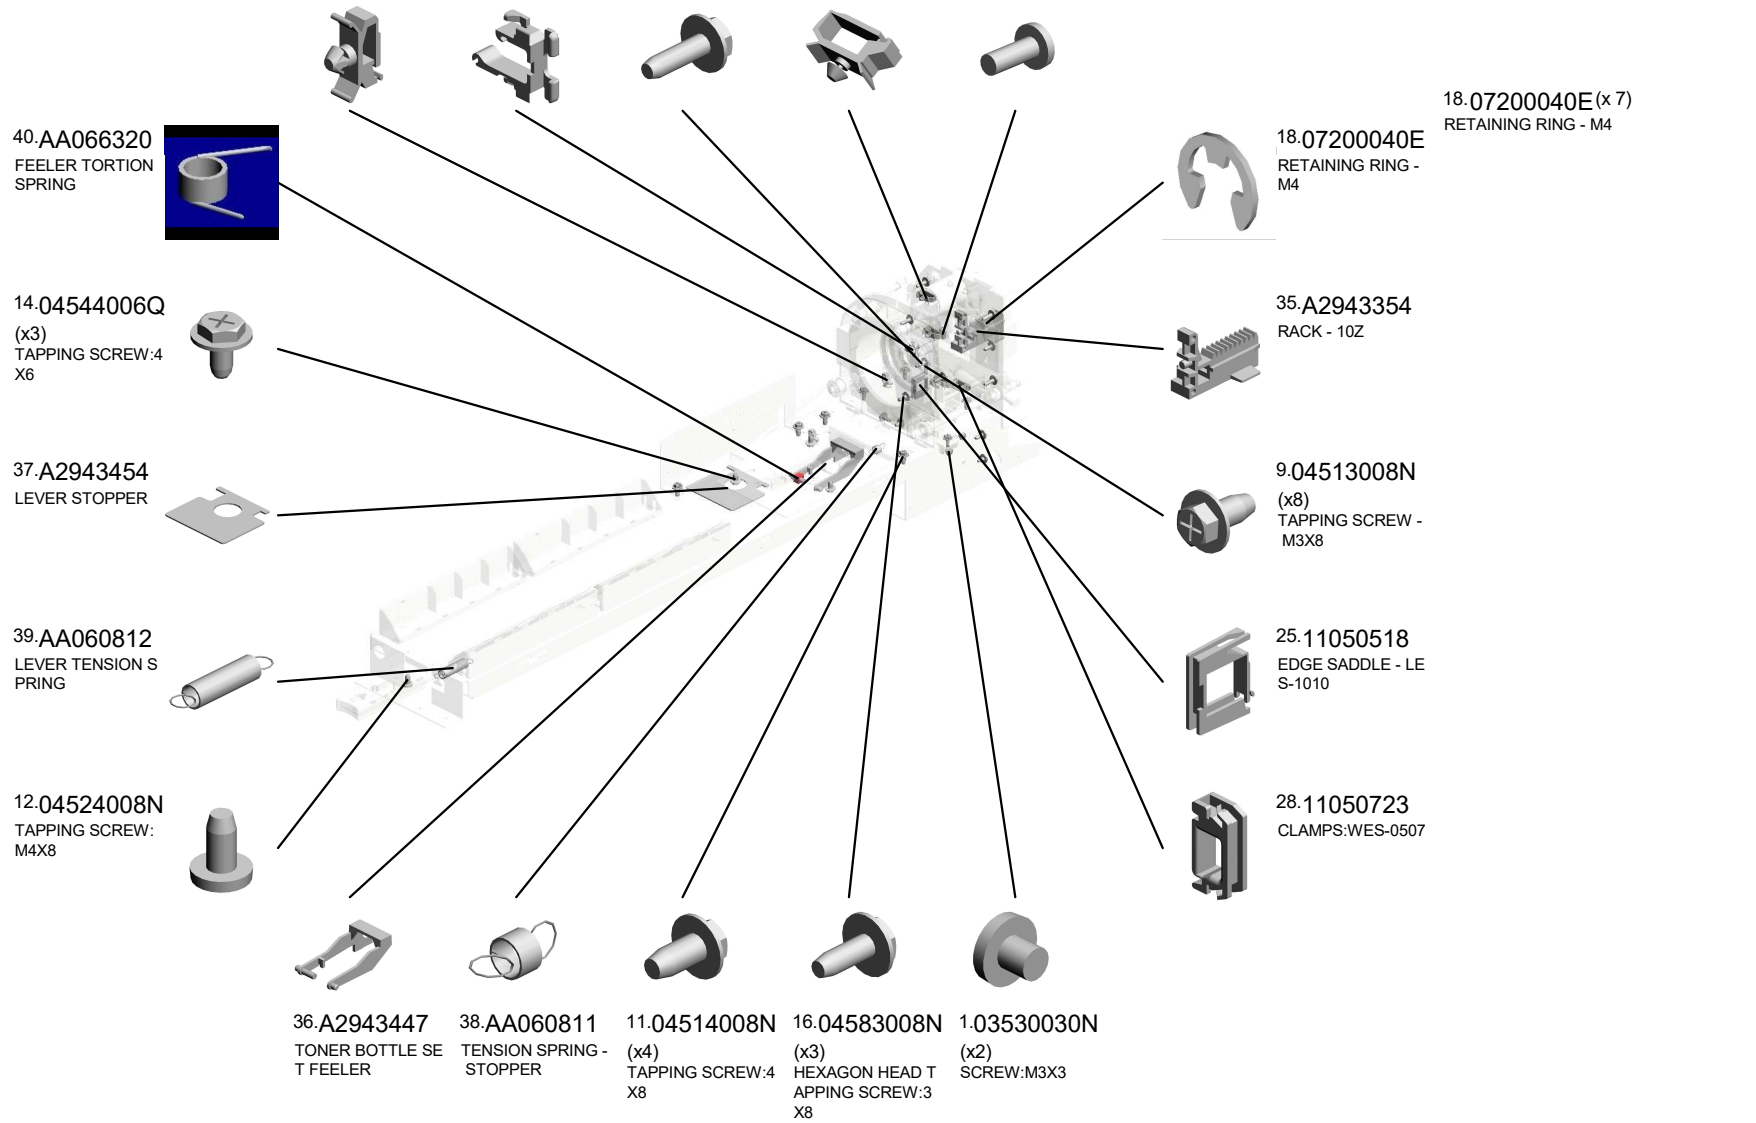 40.AA066320
FEELER TORTION
SPRING
14.04544006Q
(x3)
TAPPING SCREW:4
X6
37.A2943454
LEVER STOPPER
39.AA060812
LEVER TENSION S
PRING
12.04524008N
TAPPING SCREW:
M4X8
36.A2943447
TONER BOTTLE SE
T FEELER
38.AA060811
TENSION SPRING -
STOPPER
11.04514008N
(x4)
TAPPING SCREW:4
X8
16.04583008N
(x3)
HEXAGON HEAD T
APPING SCREW:3
X8
1.03530030N
(x2)
SCREW:M3X3
18.07200040E
RETAINING RING -
M4
18.07200040E(x 7)
RETAINING RING - M4
35.A2943354
RACK - 10Z
9.04513008N
(x8)
TAPPING SCREW -
M3X8
25.11050518
EDGE SADDLE - LE
S-1010
28.11050723
CLAMPS:WES-0507